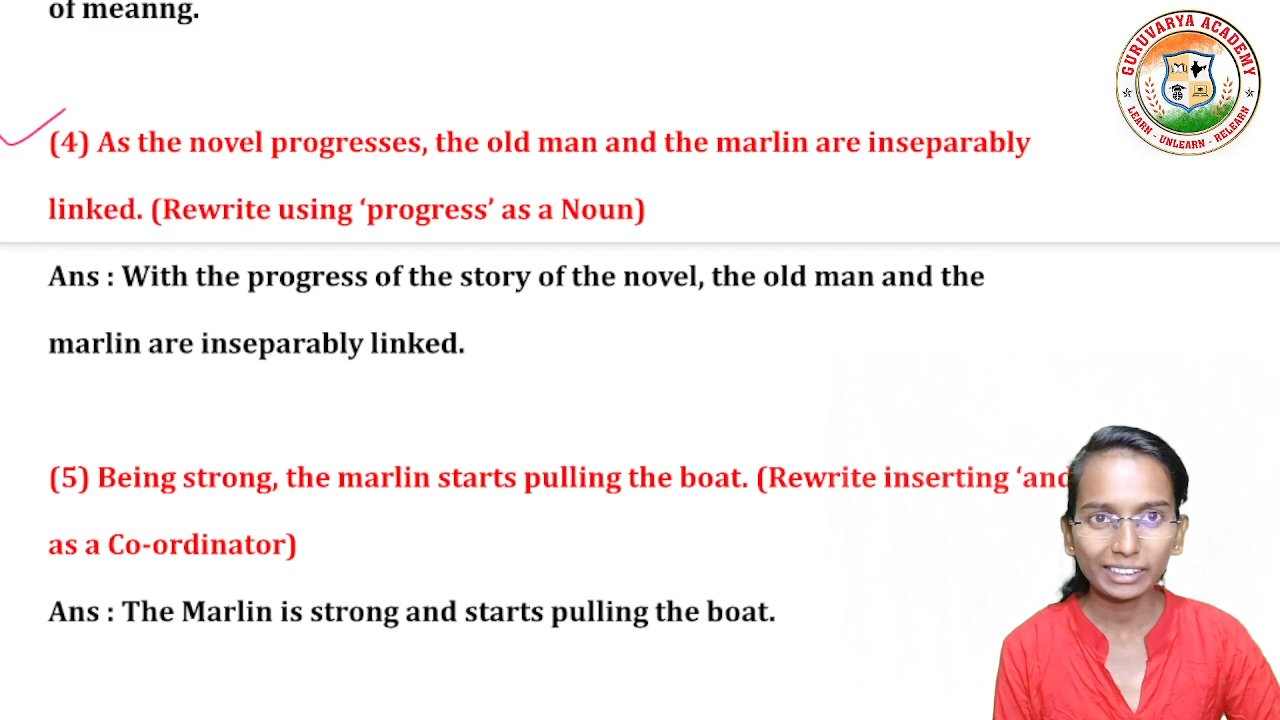 of meanng.
(4) As the novel progresses, the old man and the marlin are inseparably
linked. (Rewrite using ‘progress’ as a Noun)
Ans : With the progress of the story of the novel, the old man and the
marlin are inseparably linked.
(5) Being strong, the marlin starts pulling the boat. (Rewrite inserting ‘and
as a Co-ordinator)
Ans : The Marlin is strong and starts pulling the boat.
GURUVARYA ACADEMY
LEARN - UNLEARN - RELEARN